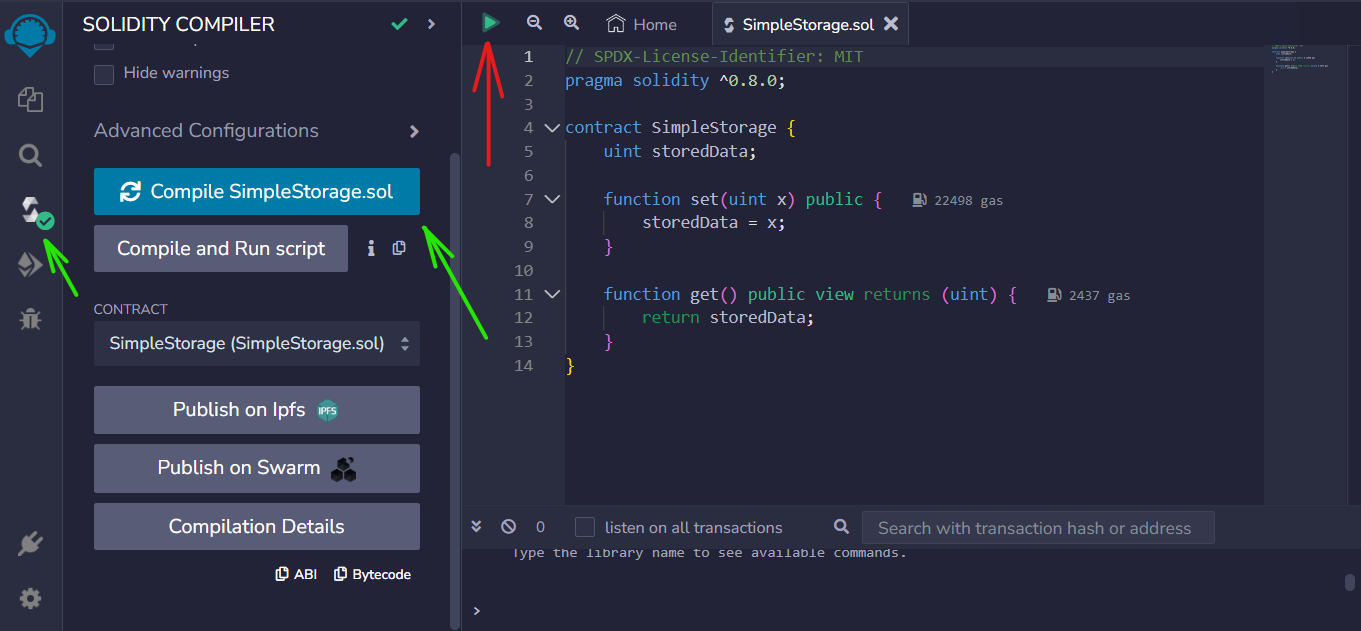 SOLIDITY COMPILER
Hide warnings
Advanced Configurations
Compile SimpleStorage.sol
Compile and Run script
CONTRACT
SimpleStorage (SimpleStorage.sol)
Publish on Ipfs IPFS
Publish on Swarm
Compilation Details
ABI Bytecode
Home SimpleStorage.sol
1 // SPDX-License-Identifier: MIT
2 pragma solidity ^0.8.0;
3
4 contract SimpleStorage {
5 uint storedData;
6
7 function set(uint x) public { 22498 gas
8 storedData = x;
9 }
10
11 function get() public view returns (uint) { 2437 gas
12 return storedData;
13 }
14 }
0 listen on all transactions Search with transaction hash or address
Type the library name to see available commands.
>